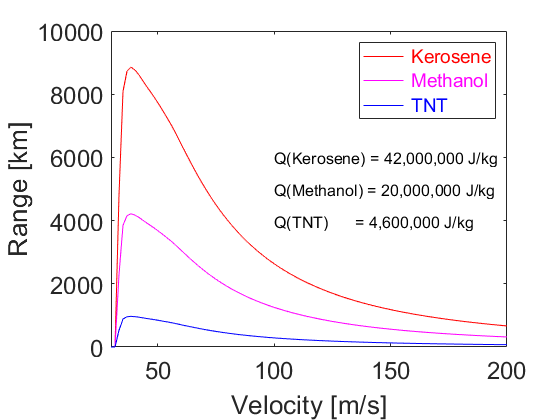 10000
8000
6000
4000
2000
0
Range [km]
Kerosene
Methanol
TNT
Q(Kerosene) = 42,000,000 J/kg
Q(Methanol) = 20,000,000 J/kg
Q(TNT) = 4,600,000 J/kg
50 100 150 200
Velocity [m/s]